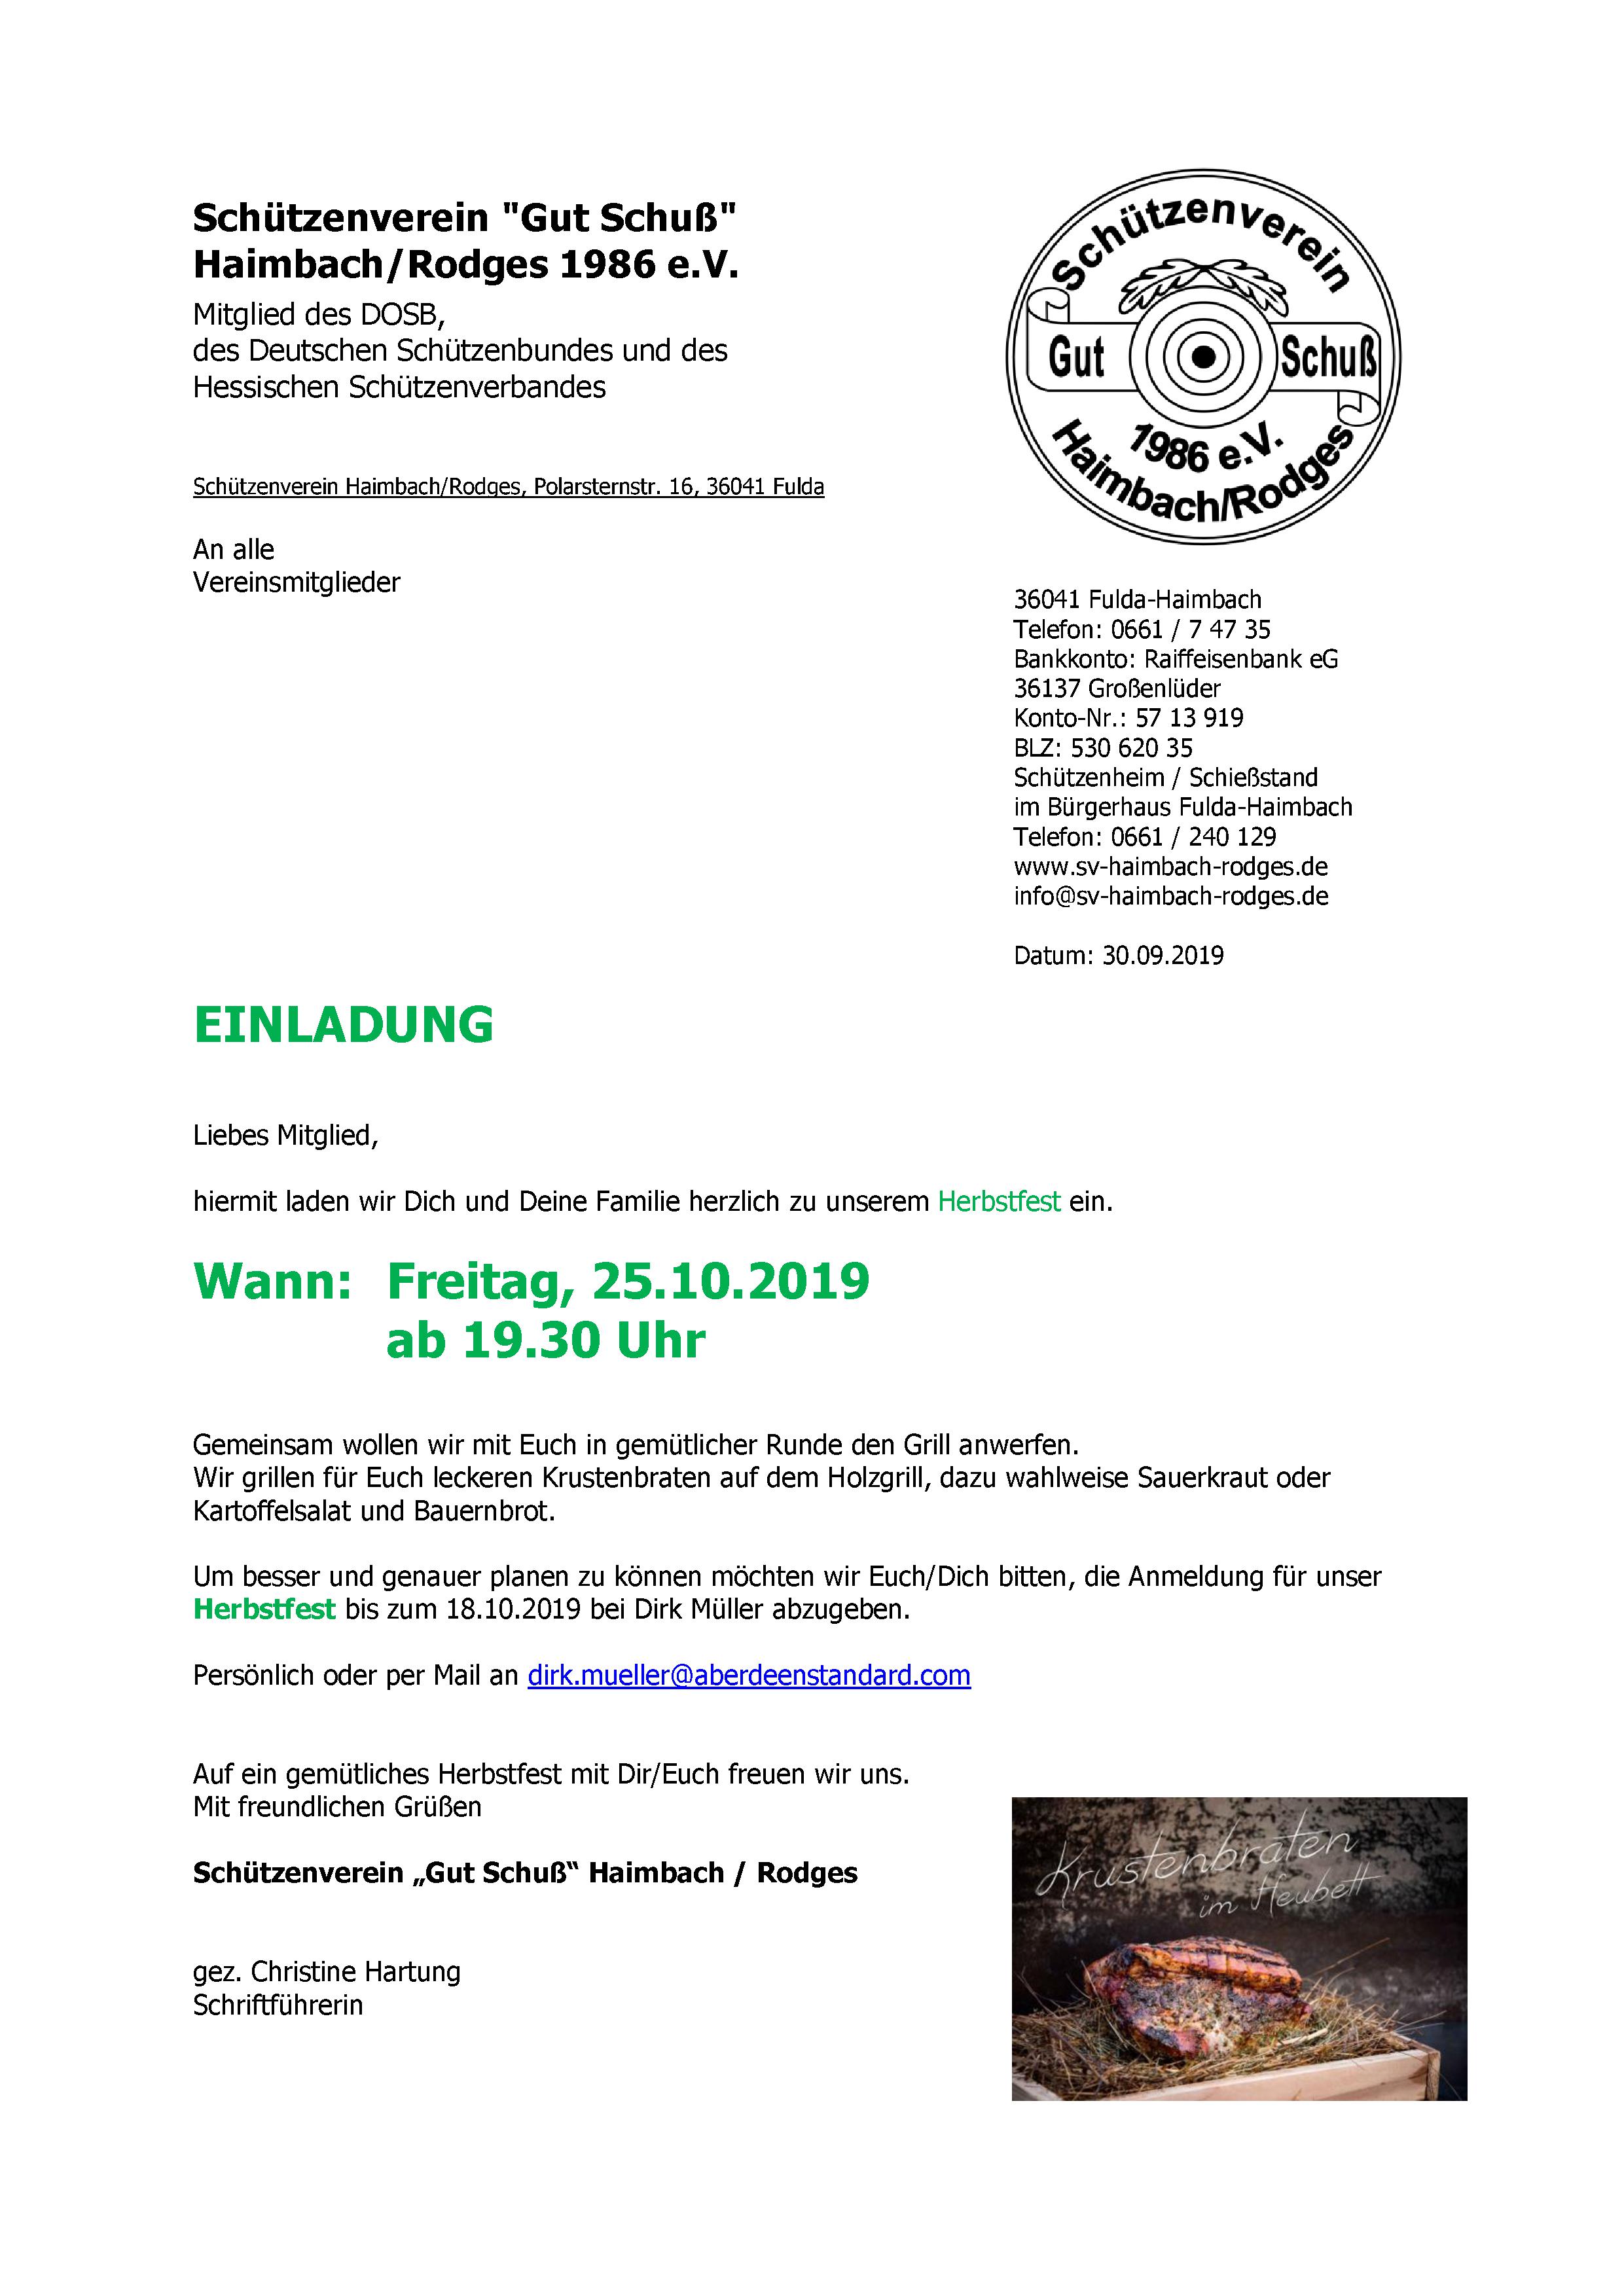 Schützenverein "Gut Schuß"
Haimbach/Rodges 1986 e.V.
Mitglied des DOSB,
des Deutschen Schützenbundes und des
Hessischen Schützenverbandes
Schützenverein
Gut Schuß
1986 e.V.
Haimbach/Rodges
Schützenverein Haimbach/Rodges, Polarsternstr. 16, 36041 Fulda
An alle
Vereinsmitglieder
36041 Fulda-Haimbach
Telefon: 0661 / 7 47 35
Bankkonto: Raiffeisenbank eG
36137 Großenlüder
Konto-Nr.: 57 13 919
BLZ: 530 620 35
Schützenheim / Schießstand
im Bürgerhaus Fulda-Haimbach
Telefon: 0661 / 240 129
www.sv-haimbach-rodges.de
info@sv-haimbach-rodges.de
Datum: 30.09.2019
EINLADUNG
Liebes Mitglied,
hiermit laden wir Dich und Deine Familie herzlich zu unserem Herbstfest ein.
Wann: Freitag, 25.10.2019
ab 19.30 Uhr
Gemeinsam wollen wir mit Euch in gemütlicher Runde den Grill anwerfen.
Wir grillen für Euch leckeren Krustenbraten auf dem Holzgrill, dazu wahlweise Sauerkraut oder
Kartoffelsalat und Bauernbrot.
Um besser und genauer planen zu können möchten wir Euch/Dich bitten, die Anmeldung für unser
Herbstfest bis zum 18.10.2019 bei Dirk Müller abzugeben.
Persönlich oder per Mail an dirk.mueller@aberdeenstandard.com
Auf ein gemütliches Herbstfest mit Dir/Euch freuen wir uns.
Mit freundlichen Grüßen
Schützenverein „Gut Schuß“ Haimbach / Rodges
gez. Christine Hartung
Schriftführerin
Krustenbraten
im Heubett